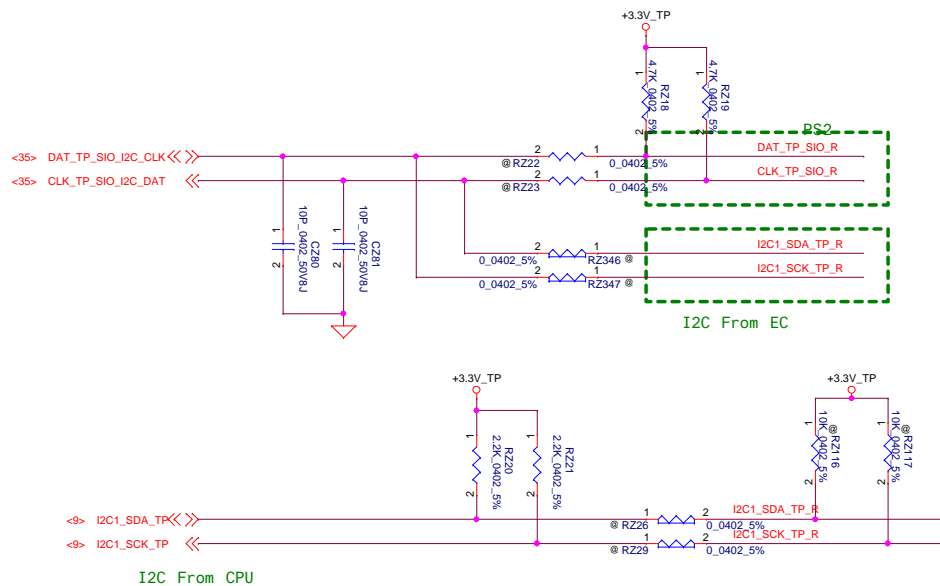 +3.3V_TP
1
1
4.7K_0402_5%
RZ18
4.7K_0402_5%
RZ19
2
2
PS2
<35> DAT_TP_SIO_I2C_CLK
2
1
DAT_TP_SIO_R
@ RZ22
0_0402_5%
<35> CLK_TP_SIO_I2C_DAT
2
1
CLK_TP_SIO_R
@ RZ23
0_0402_5%
1
10P_0402_50V8J
CZ80
2
1
10P_0402_50V8J
CZ81
2
2
1
I2C1_SDA_TP_R
0_0402_5%
RZ346 @
2
1
I2C1_SCK_TP_R
0_0402_5%
RZ347 @
I2C From EC
+3.3V_TP
+3.3V_TP
1
2.2K_0402_5%
RZ20
2
1
2.2K_0402_5%
RZ21
2
1
10K_0402_5%
@RZ116
2
1
10K_0402_5%
@RZ117
2
<9> I2C1_SDA_TP
1
2
I2C1_SDA_TP_R
@ RZ26
0_0402_5%
<9> I2C1_SCK_TP
1
2
I2C1_SCK_TP_R
@ RZ29
0_0402_5%
I2C From CPU